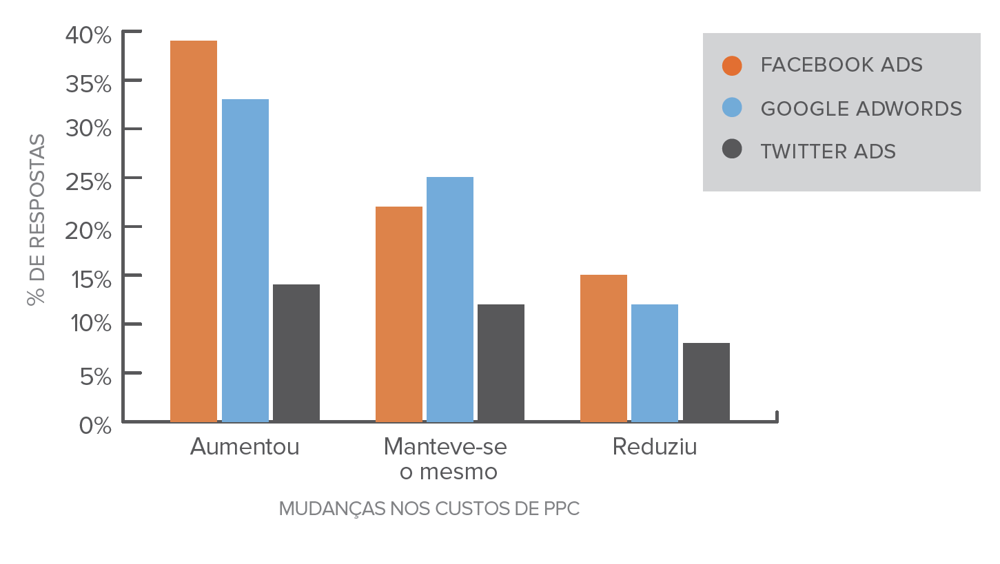 40%
35%
30%
25%
20%
15%
10%
5%
0%
% DE RESPOSTAS
Aumentou
Manteve-se
o mesmo
Reduziu
MUDANÇAS NOS CUSTOS DE PPC
FACEBOOK ADS
GOOGLE ADWORDS
TWITTER ADS